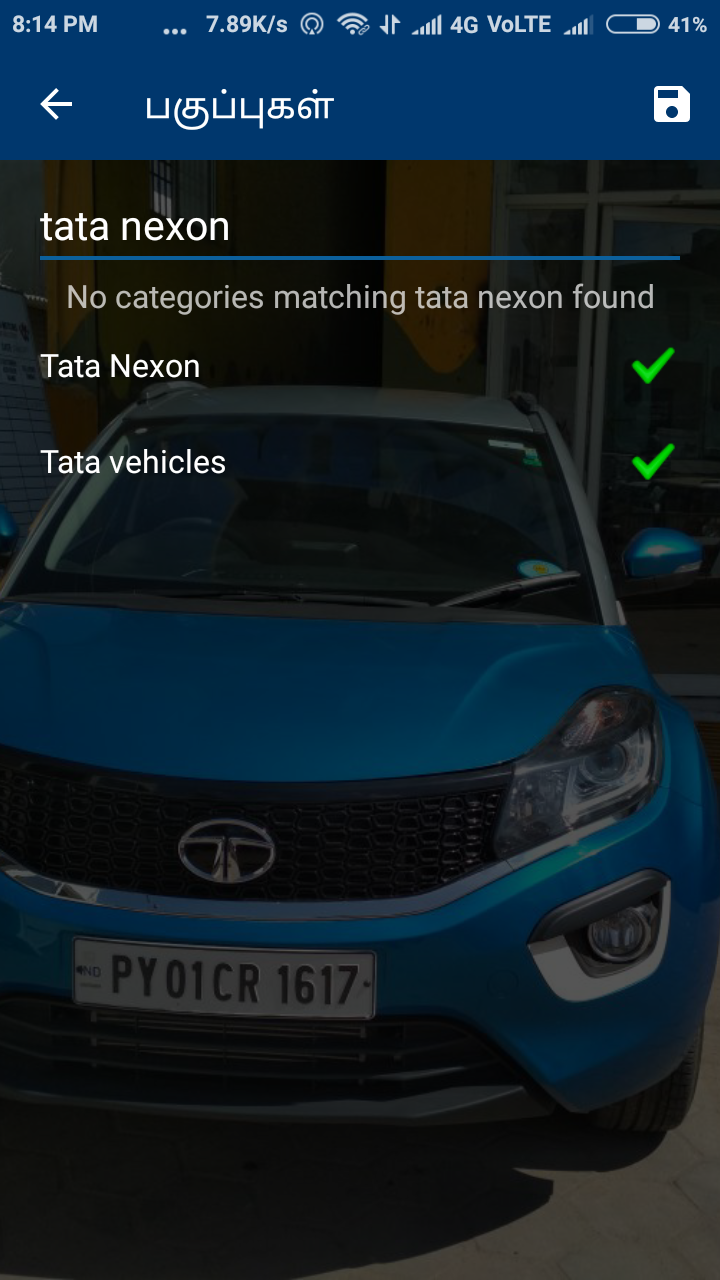 8:14 PM ... 7.89K/s 4G VoLTE 41%
பகுப்புகள்
tata nexon
No categories matching tata nexon found
Tata Nexon
Tata vehicles
IND
PY01CR 1617